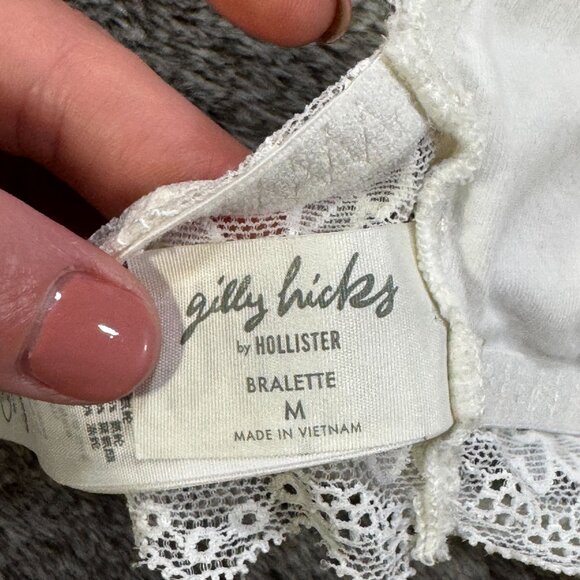 gilly hicks
by HOLLISTER
BRALETTE
M
MADE IN VIETNAM